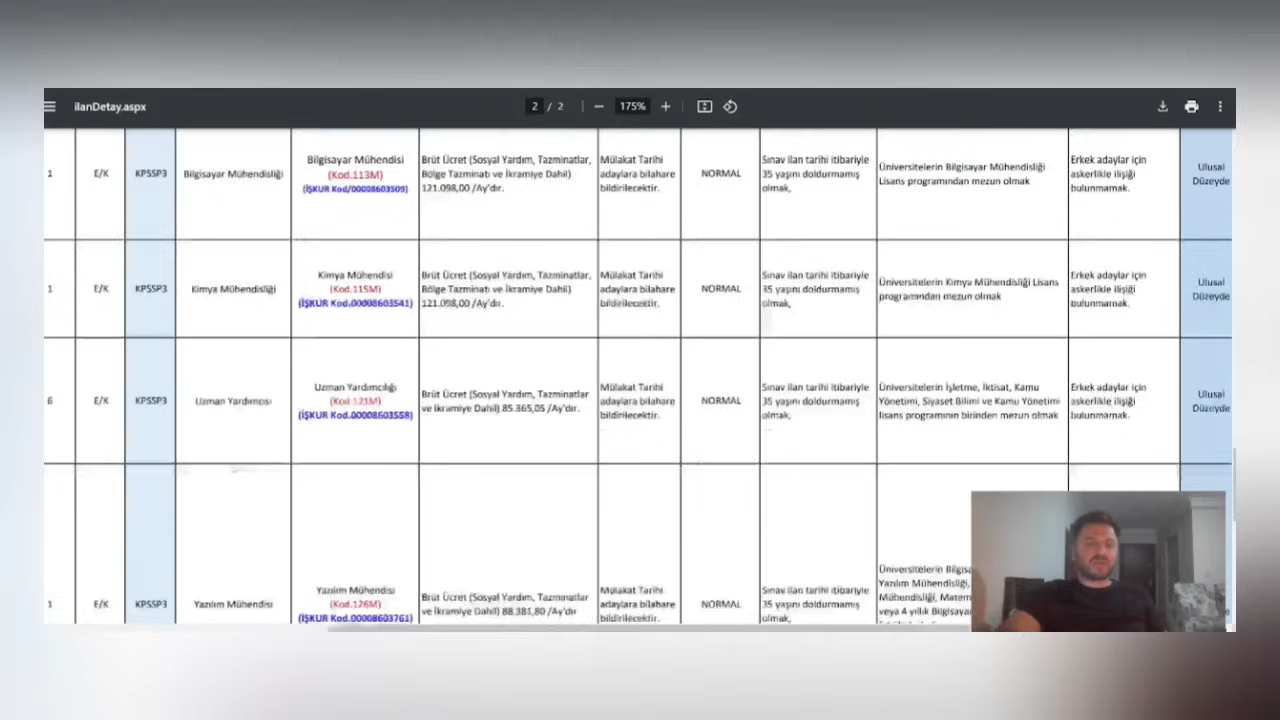 ilanDetay.aspx
2 / 2
175%
1
E/K
KPSSP3
Bilgisayar Mühendisliği
Bilgisayar Mühendisi
(Kod.113M)
(İŞKUR Kod/00008603509)
Brüt Ücret (Sosyal Yardım, Tazminatlar,
Bölge Tazminatı ve İkramiye Dahil)
121.098,00 /Ay'dır.
Mülakat Tarihi
adaylara bilahare
bildirilecektir.
NORMAL
Sınav ilan tarihi itibariyle
35 yaşını doldurmamış
olmak,
Üniversitelerin Bilgisayar Mühendisliği
Lisans programından mezun olmak
Erkek adaylar için
askerlikle ilişiği
bulunmamak.
Ulusal
Düzeyde
1
E/K
KPSSP3
Kimya Mühendisliği
Kimya Mühendisi
(Kod.115M)
(İŞKUR Kod.00008603541)
Brüt Ücret (Sosyal Yardım, Tazminatlar,
Bölge Tazminatı ve İkramiye Dahil)
121.098,00 /Ay'dır.
Mülakat Tarihi
adaylara bilahare
bildirilecektir.
NORMAL
Sınav ilan tarihi itibariyle
35 yaşını doldurmamış
olmak,
Üniversitelerin Kimya Mühendisliği Lisans
programından mezun olmak
Erkek adaylar için
askerlikle ilişiği
bulunmamak.
Ulusal
Düzeyde
6
E/K
KPSSP3
Uzman Yardımcısı
Uzman Yardımcılığı
(Kod.121M)
(İŞKUR Kod.00008603558)
Brüt Ücret (Sosyal Yardım, Tazminatlar
ve İkramiye Dahil) 85.365,05 /Ay'dır.
Mülakat Tarihi
adaylara bilahare
bildirilecektir.
NORMAL
Sınav ilan tarihi itibariyle
35 yaşını doldurmamış
olmak,
Üniversitelerin İşletme, İktisat, Kamu
Yönetimi, Siyaset Bilimi ve Kamu Yönetimi
lisans programının birinden mezun olmak
Erkek adaylar için
askerlikle ilişiği
bulunmamak.
Ulusal
Düzeyde
1
E/K
KPSSP3
Yazılım Mühendisi
Yazılım Mühendisi
(Kod.126M)
(İŞKUR Kod.00008603761)
Brüt Ücret (Sosyal Yardım, Tazminatlar
ve İkramiye Dahil) 88.381,80 /Ay'dır
Mülakat Tarihi
adaylara bilahare
bildirilecektir.
NORMAL
Sınav ilan tarihi itibariyle
35 yaşını doldurmamış
olmak,
Üniversitelerin Bilgisa
Yazılım Mühendisliği,
Mühendisliği, Matem
veya 4 yıllık Bilgisayar